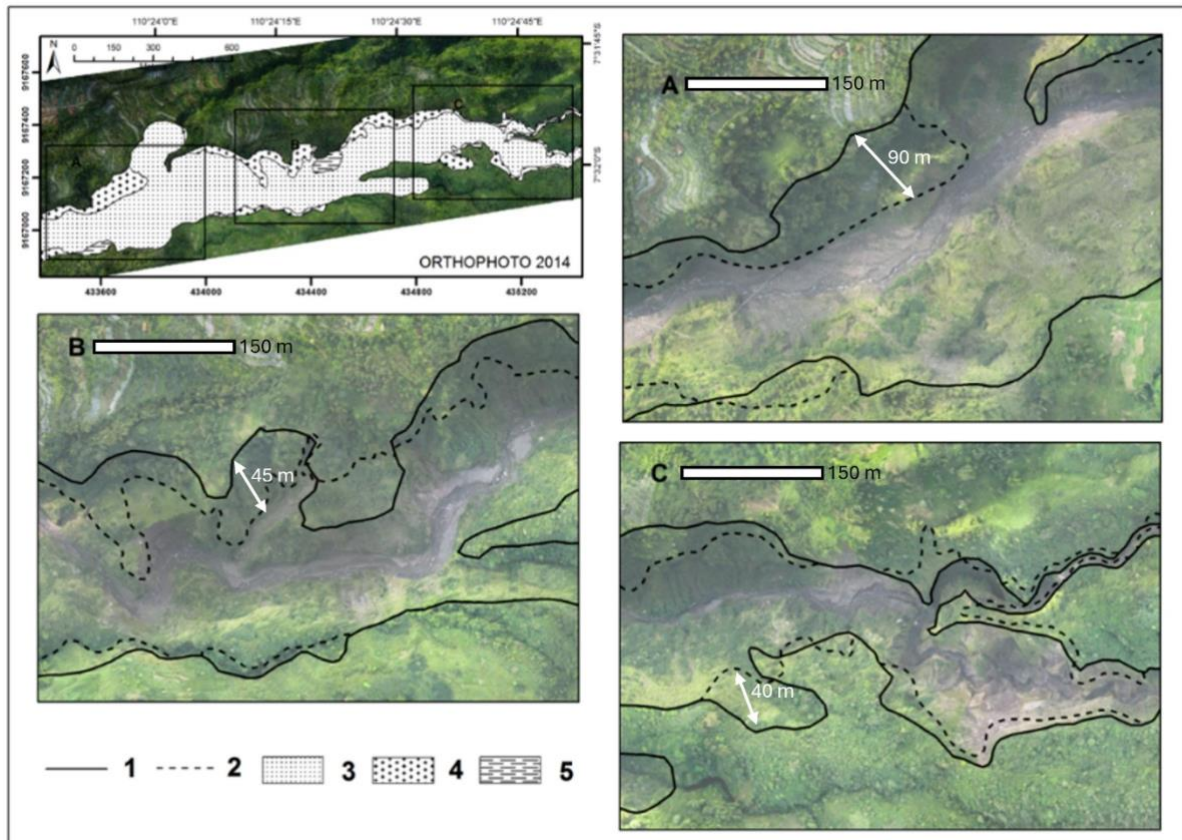 110°24'0"E 110°24'15"E 110°24'30"E 110°24'45"E
N
0 150 300 600
7°31'45"S
7°32'0"S
9167600
9167400
9167200
9167000
A
B
C
ORTHOPHOTO 2014
433600 434000 434400 434800 435200
A 150 m
90 m
B 150 m
45 m
C 150 m
40 m
1 2 3 4 5